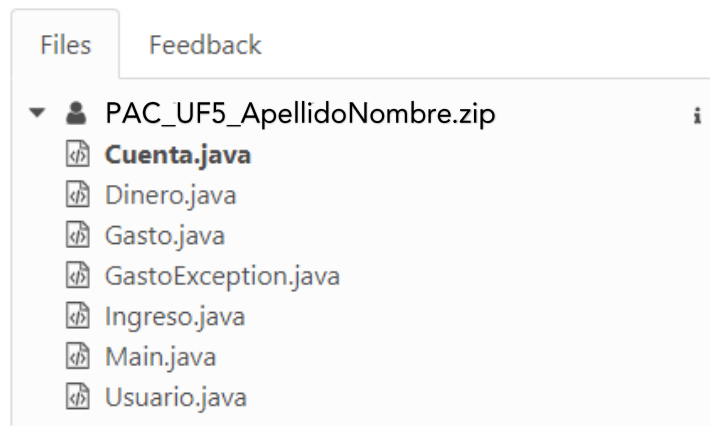 Files Feedback
PAC_UF5_ApellidoNombre.zip
Cuenta.java
Dinero.java
Gasto.java
GastoException.java
Ingreso.java
Main.java
Usuario.java